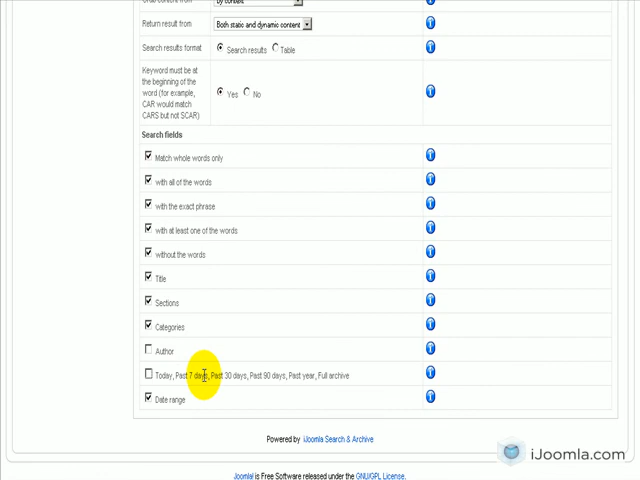 Grab content from
By content
Return result from
Both static and dynamic content
Search results format
Search results
Table
Keyword must be at
the beginning of the
word (for example,
CAR would match
CARS but not SCAR)
Yes
No
Search fields
Match whole words only
with all of the words
with the exact phrase
with at least one of the words
without the words
Title
Sections
Categories
Author
Today, Past 7 days, Past 30 days, Past 90 days, Past year, Full archive
Date range
Powered by iJoomla Search & Archive
iJoomla.com
Joomla! is Free Software released under the GNU/GPL License.